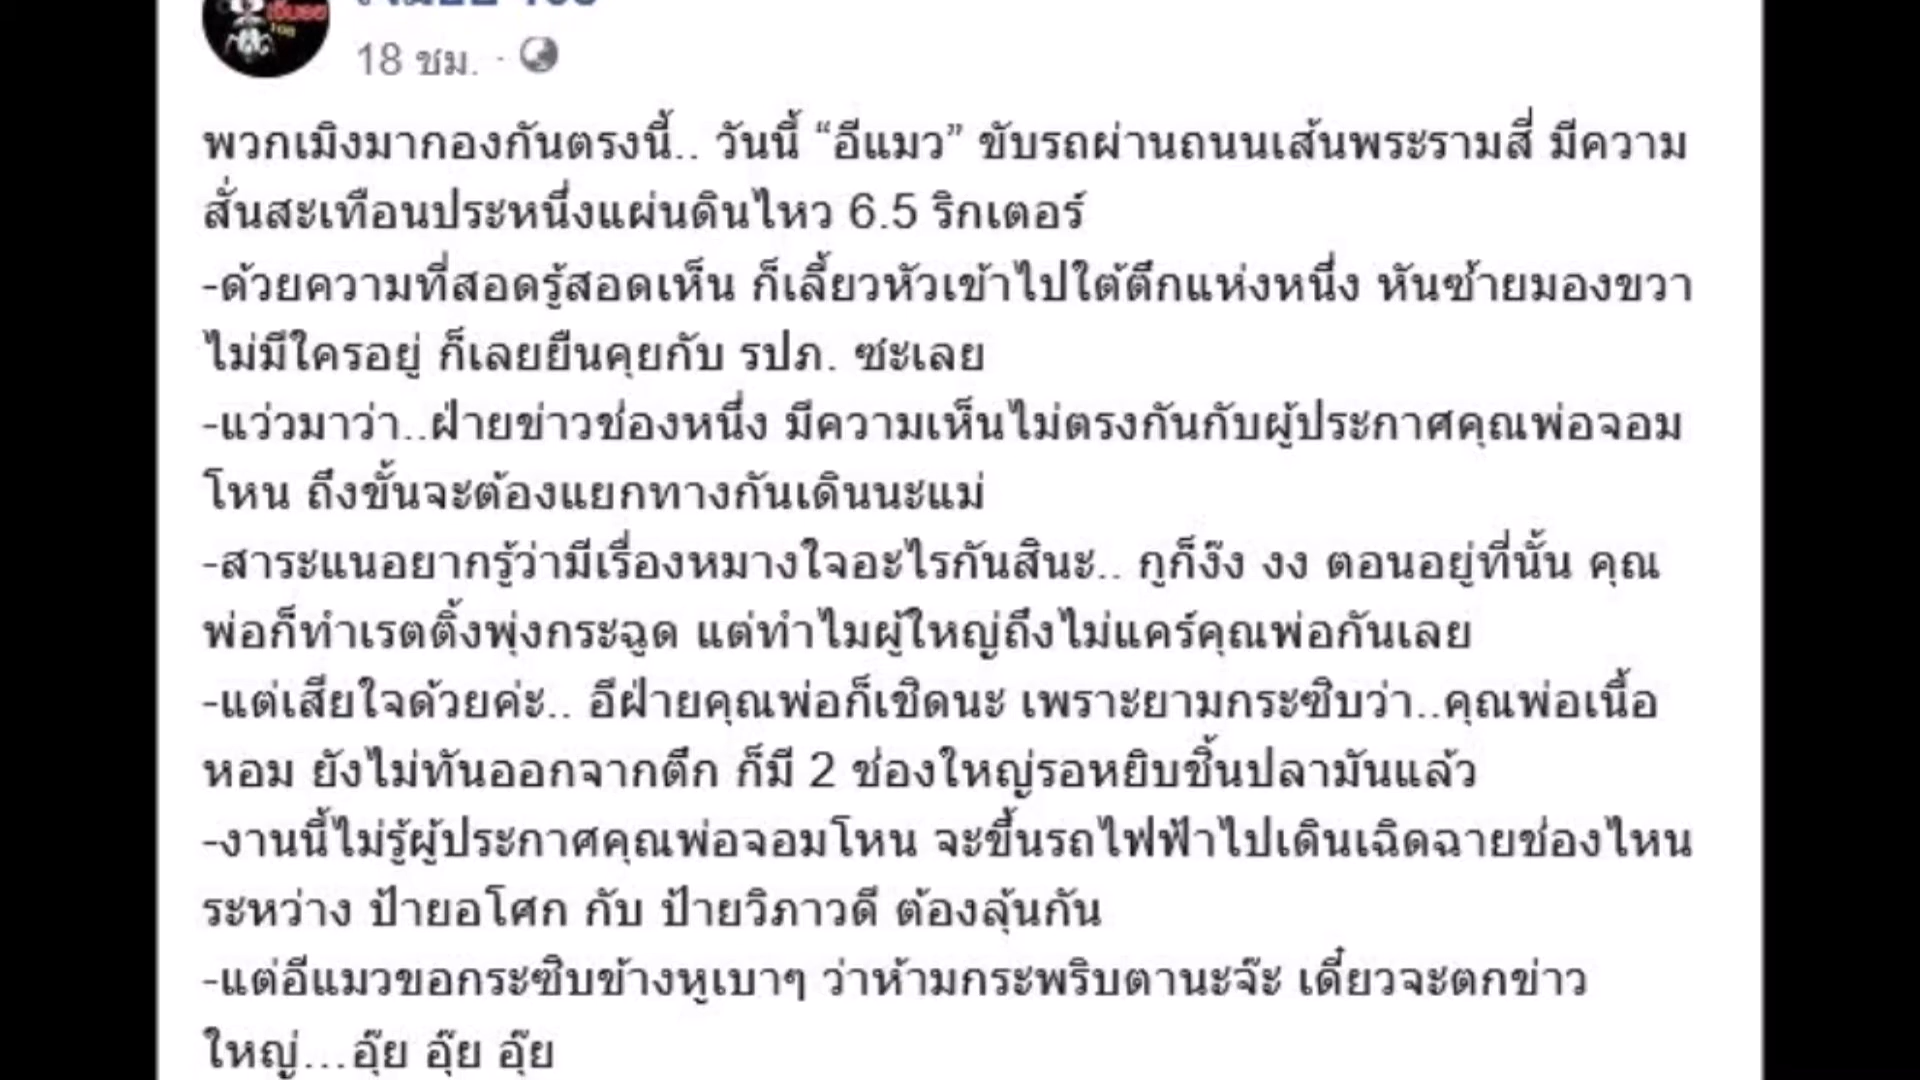 18 ชม.
พวกเมิงมากองกันตรงนี้.. วันนี้ “อีแมว” ขับรถผ่านถนนเส้นพระรามสี่ มีความ
สั่นสะเทือนประหนึ่งแผ่นดินไหว 6.5 ริกเตอร์
-ด้วยความที่สอดรู้สอดเห็น ก็เลี้ยวหัวเข้าไปใต้ตึกแห่งหนึ่ง หันซ้ายมองขวา
ไม่มีใครอยู่ ก็เลยยืนคุยกับ รปภ. ซะเลย
-แว่วมาว่า..ฝ่ายข่าวช่องหนึ่ง มีความเห็นไม่ตรงกันกับผู้ประกาศคุณพ่อจอม
โหน ถึงขั้นจะต้องแยกทางกันเดินนะแม่
-สาระแนอยากรู้ว่ามีเรื่องหมางใจอะไรกันสินะ.. กูก็ง๊ง งง ตอนอยู่ที่นั้น คุณ
พ่อก็ทำเรตติ้งพุ่งกระฉูด แต่ทำไมผู้ใหญ่ถึงไม่แคร์คุณพ่อกันเลย
-แต่เสียใจด้วยค่ะ.. อีฝ่ายคุณพ่อก็เชิดนะ เพราะยามกระซิบว่า..คุณพ่อเนื้อ
หอม ยังไม่ทันออกจากตึก ก็มี 2 ช่องใหญ่รอหยิบชิ้นปลามันแล้ว
-งานนี้ไม่รู้ผู้ประกาศคุณพ่อจอมโหน จะขึ้นรถไฟฟ้าไปเดินเฉิดฉายช่องไหน
ระหว่าง ป้ายอโศก กับ ป้ายวิภาวดี ต้องลุ้นกัน
-แต่อีแมวขอกระซิบข้างหูเบาๆ ว่าห้ามกระพริบตานะจ๊ะ เดี๋ยวจะตกข่าว
ใหญ่...อุ๊ย อุ๊ย อุ๊ย